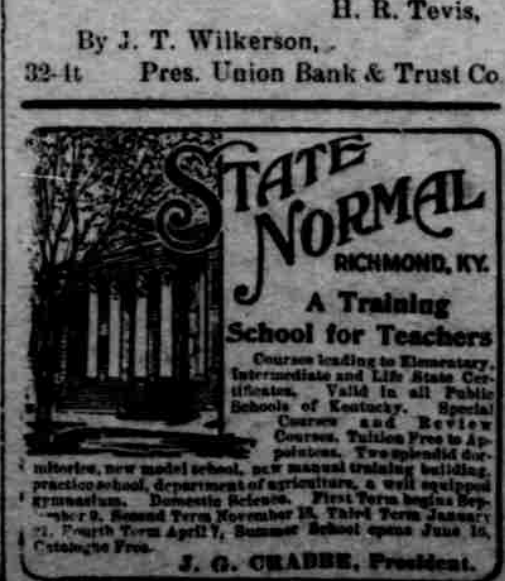 H. R. Tevis,
By J. T. Wilkerson,
32-4t Pres. Union Bank & Trust Co
STATE
NORMAL
RICHMOND, KY.
A Training
School for Teachers
Courses leading to Elementary,
Intermediate and Life State Cer-
tificates. Valid in all Public
Schools of Kentucky. Special
Courses and Review
Courses. Tuition Free to Ap-
pointees. Two splendid dor-
mitories, new model school, new manual training building,
practice school, department of agriculture, a well equipped
gymnasium. Domestic Science. First Term begins Sep-
tember 9, Second Term November 18, Third Term January
Fourth Term April 7, Summer School opens June 16,
Catalogue Free.
J. G. CRABBE, President.